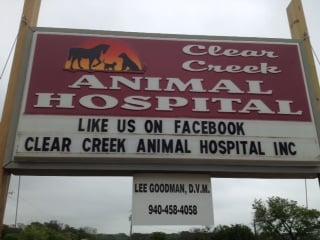 Clear
Creek
ANIMAL
HOSPITAL
LIKE US ON FACEBOOK
CLEAR CREEK ANIMAL HOSPITAL INC
LEE GOODMAN, D.V.M.
940-458-4058